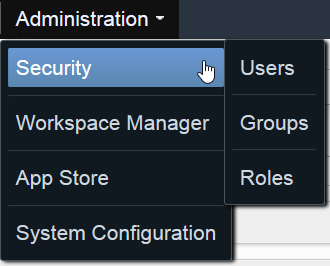 Administration
Security
Users
Workspace Manager
Groups
App Store
Roles
System Configuration